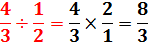 4/3 ÷ 1/2 = 4/3 × 2/1 = 8/3